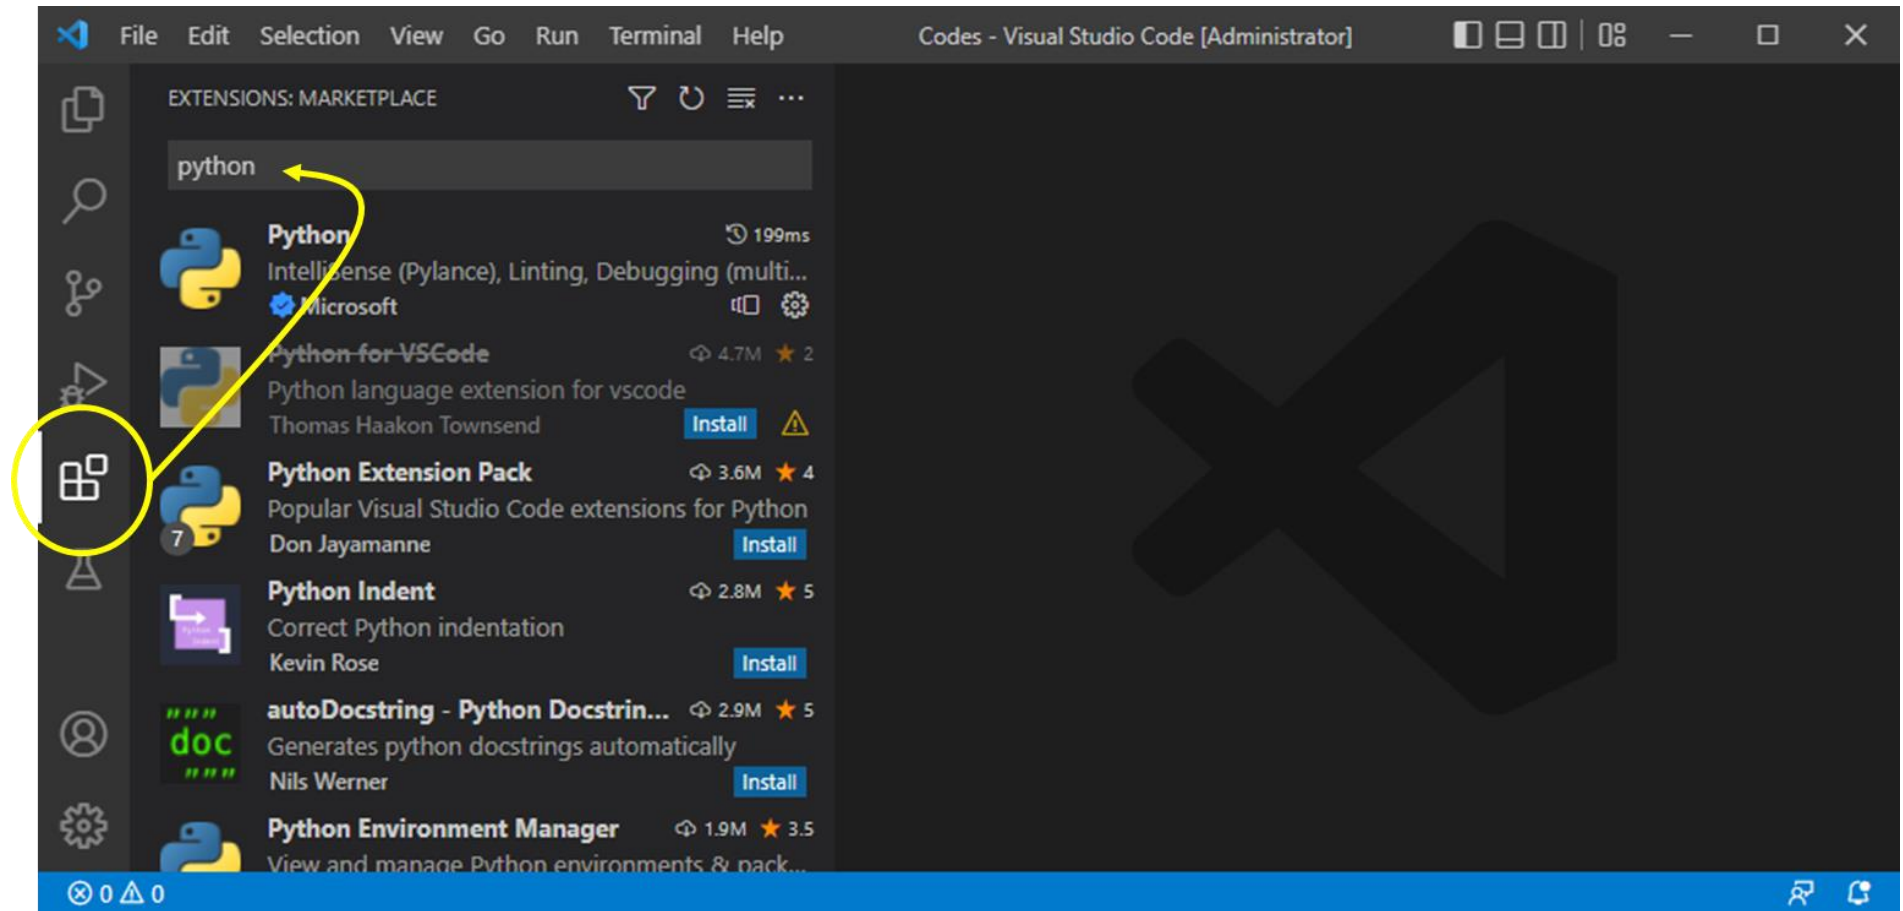 File Edit Selection View Go Run Terminal Help Codes - Visual Studio Code [Administrator]
EXTENSIONS: MARKETPLACE
python
Python 199ms
IntelliSense (Pylance), Linting, Debugging (multi...
Microsoft
Python for VSCode 4.7M ★ 2
Python language extension for vscode
Thomas Haakon Townsend Install
Python Extension Pack 3.6M ★ 4
Popular Visual Studio Code extensions for Python
7
Don Jayamanne Install
Python Indent 2.8M ★ 5
Correct Python indentation
Python
Indent
Kevin Rose Install
autoDocstring - Python Docstrin... 2.9M ★ 5
"""
doc
"""
Generates python docstrings automatically
Nils Werner Install
Python Environment Manager 1.9M ★ 3.5
View and manage Python environments & pack...
0 0